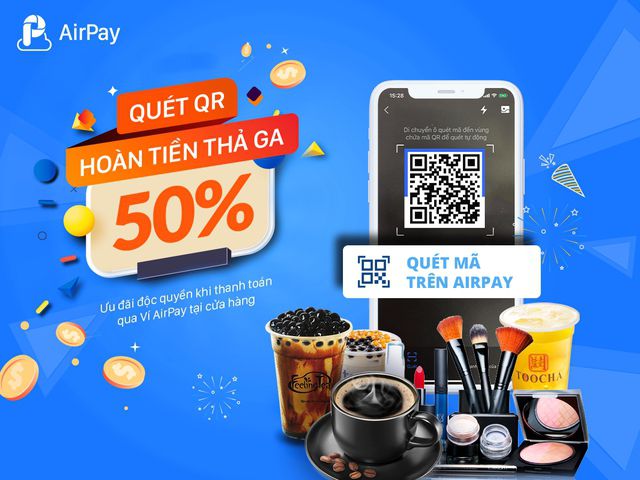 AirPay
QUÉT QR
HOÀN TIỀN THẢ GA
50%
Ưu đãi độc quyền khi thanh toán
qua Ví AirPay tại cửa hàng
15:28
Di chuyển ô quét mã đến vùng
chứa mã QR để quét tự động
QUÉT MÃ
TRÊN AIRPAY
FeelingTea
TOOCHA